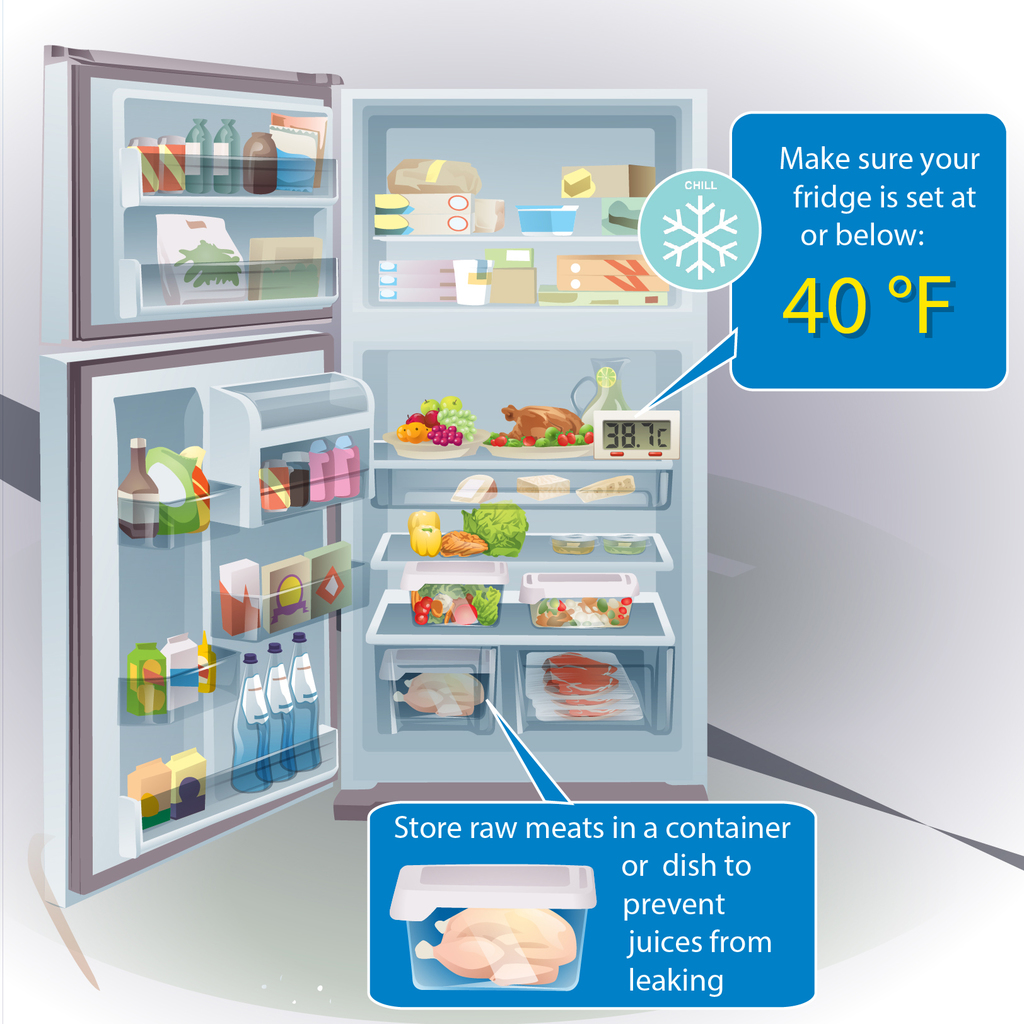 CHILL
Make sure your
fridge is set at
or below:
40 °F
38.7c
Store raw meats in a container
or dish to
prevent
juices from
leaking